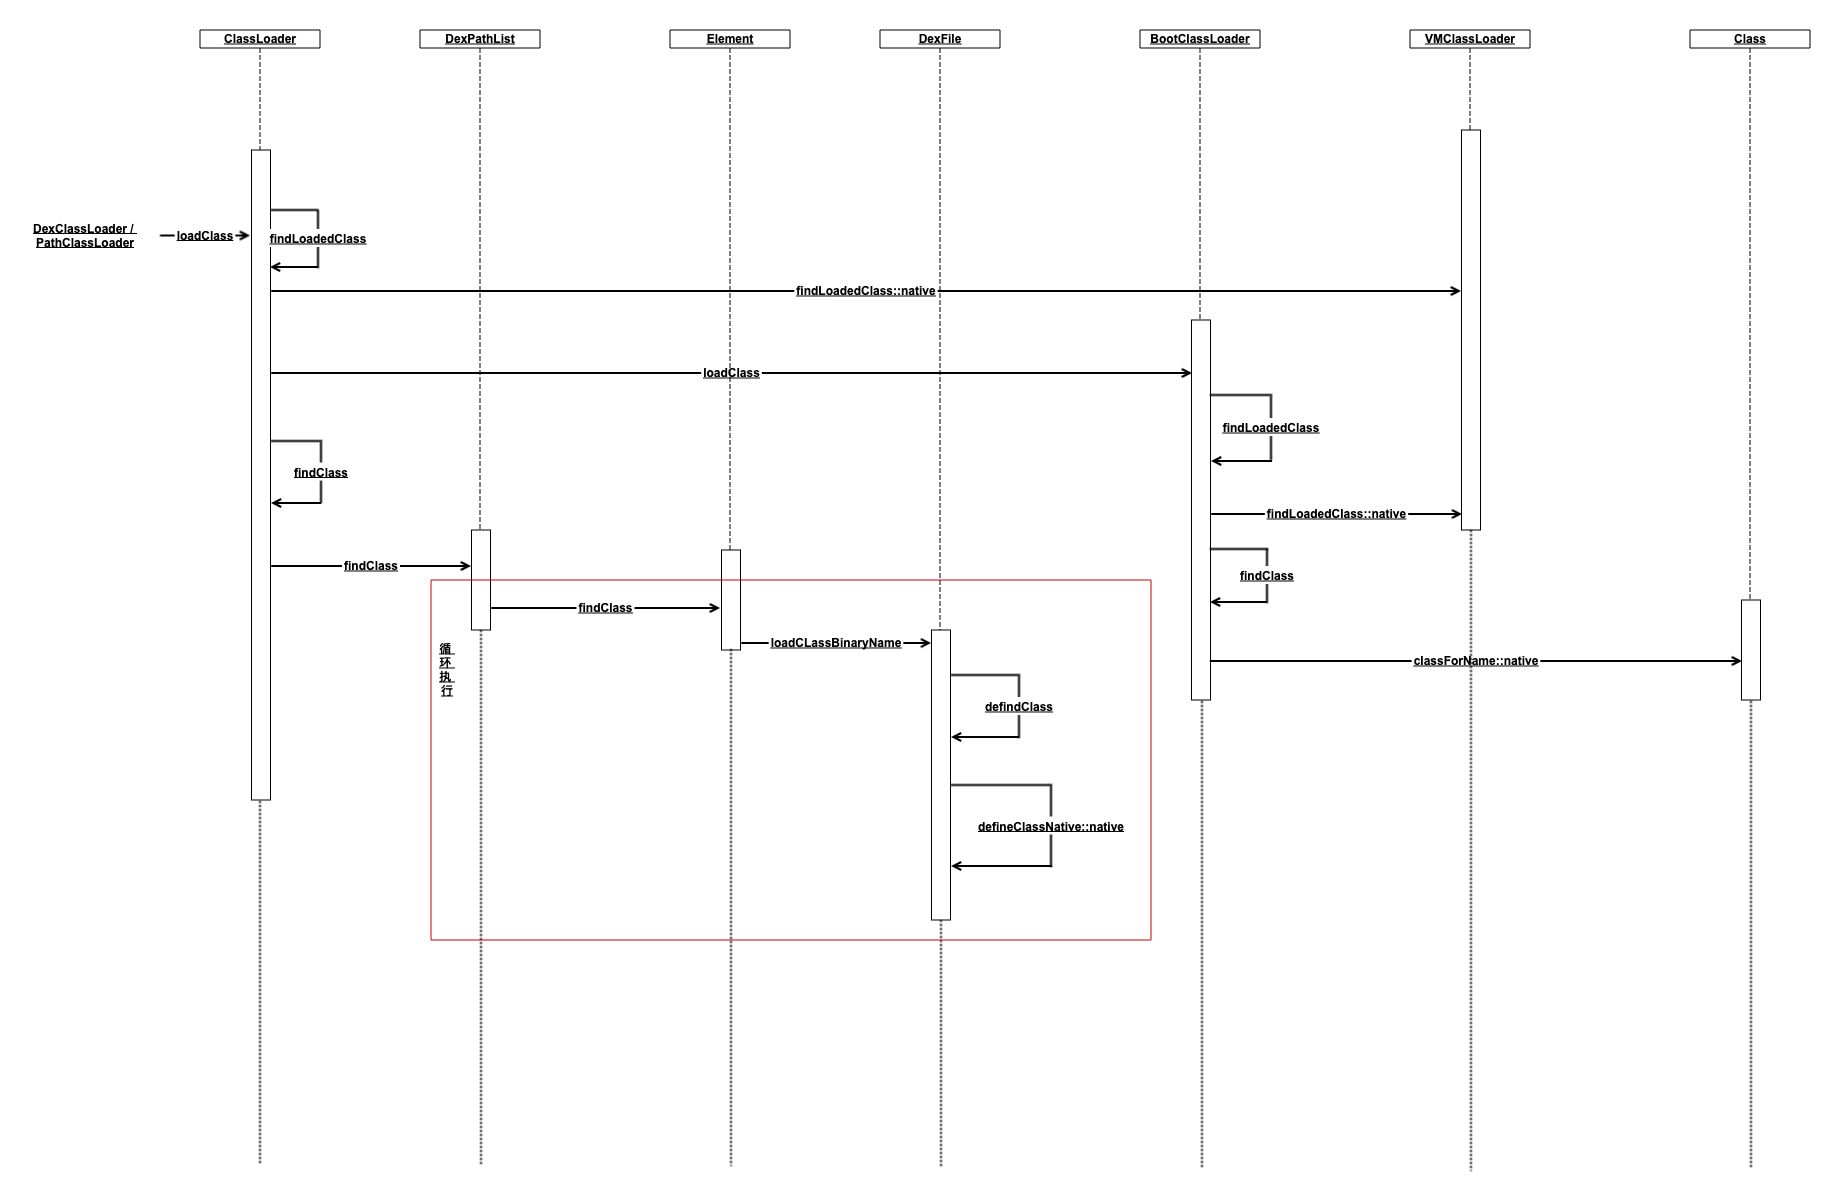 ClassLoader
DexPathList
Element
DexFile
BootClassLoader
VMClassLoader
Class
DexClassLoader /
PathClassLoader
loadClass
findLoadedClass
findLoadedClass::native
loadClass
findLoadedClass
findClass
findLoadedClass::native
findClass
findClass
findClass
loadCLassBinaryName
循
环
执
行
classForName::native
defindClass
defineClassNative::native